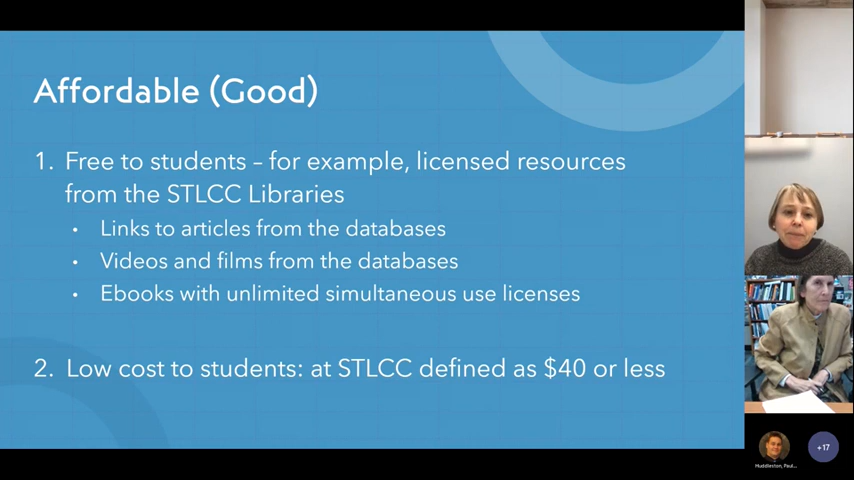 Affordable (Good)
1. Free to students – for example, licensed resources
from the STLCC Libraries
• Links to articles from the databases
• Videos and films from the databases
• Ebooks with unlimited simultaneous use licenses
2. Low cost to students: at STLCC defined as $40 or less
Huddleston, Paul...
+17